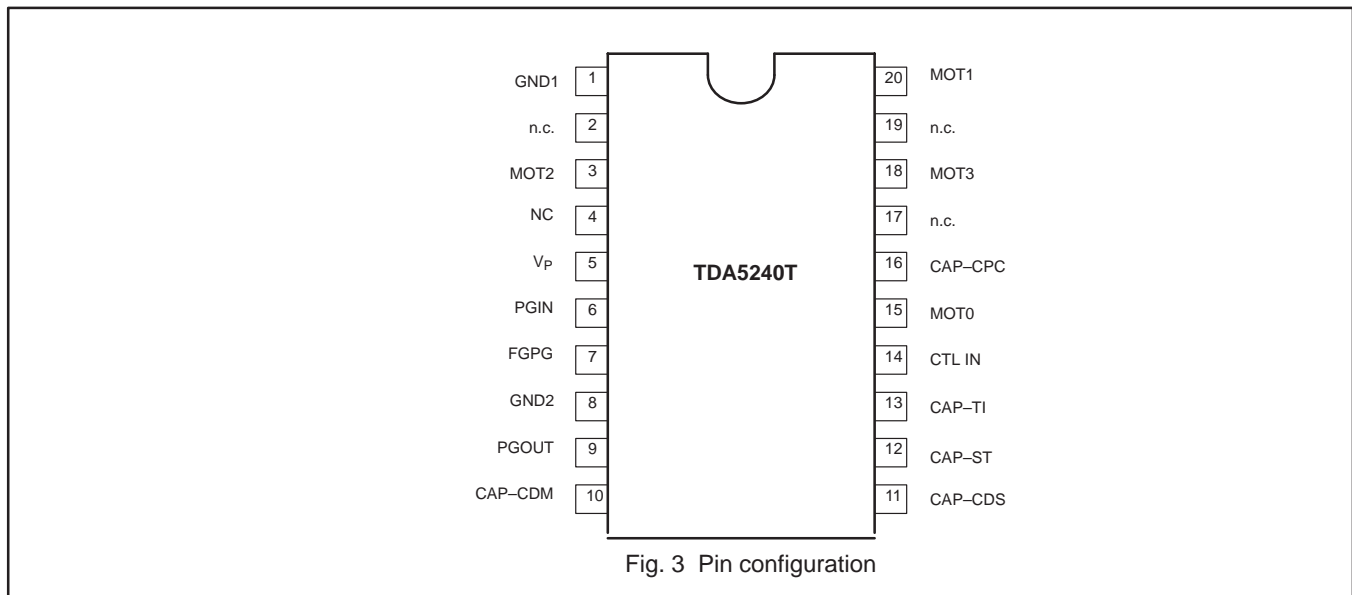 GND1 1 20 MOT1
n.c. 2 19 n.c.
MOT2 3 18 MOT3
NC 4 17 n.c.
VP 5 TDA5240T 16 CAP–CPC
PGIN 6 15 MOT0
FGPG 7 14 CTL IN
GND2 8 13 CAP–TI
PGOUT 9 12 CAP–ST
CAP–CDM 10 11 CAP–CDS
Fig. 3 Pin configuration